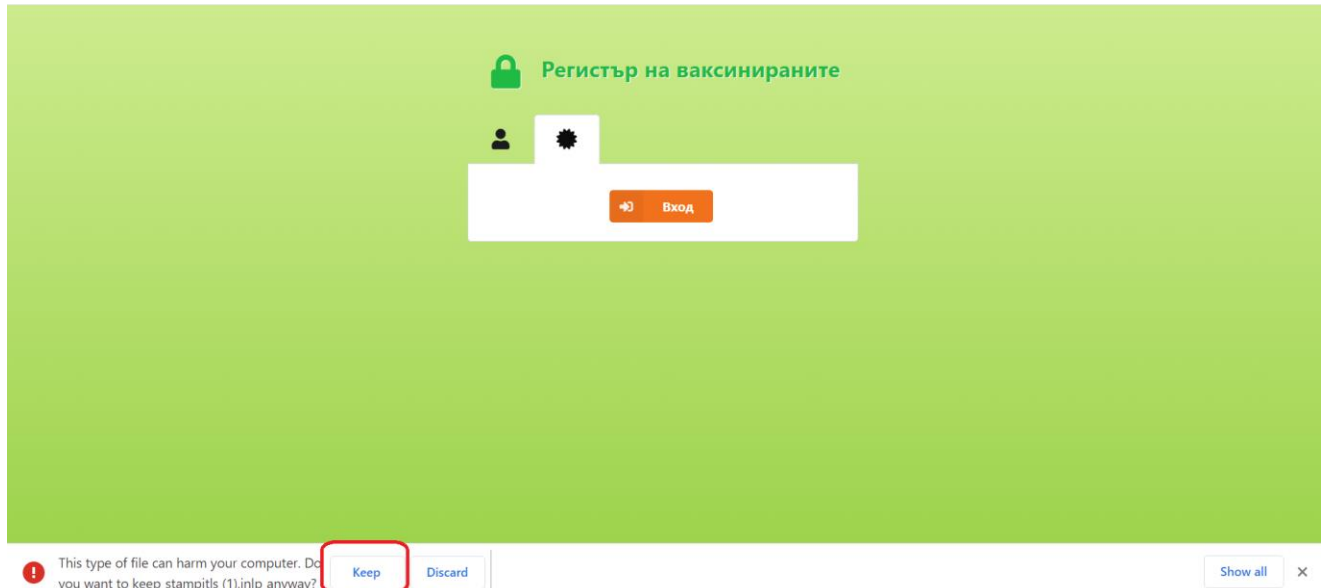 Регистър на ваксинираните
Вход
This type of file can harm your computer. Do
you want to keep stampitls (1).jnlp anyway?
Keep
Discard
Show all